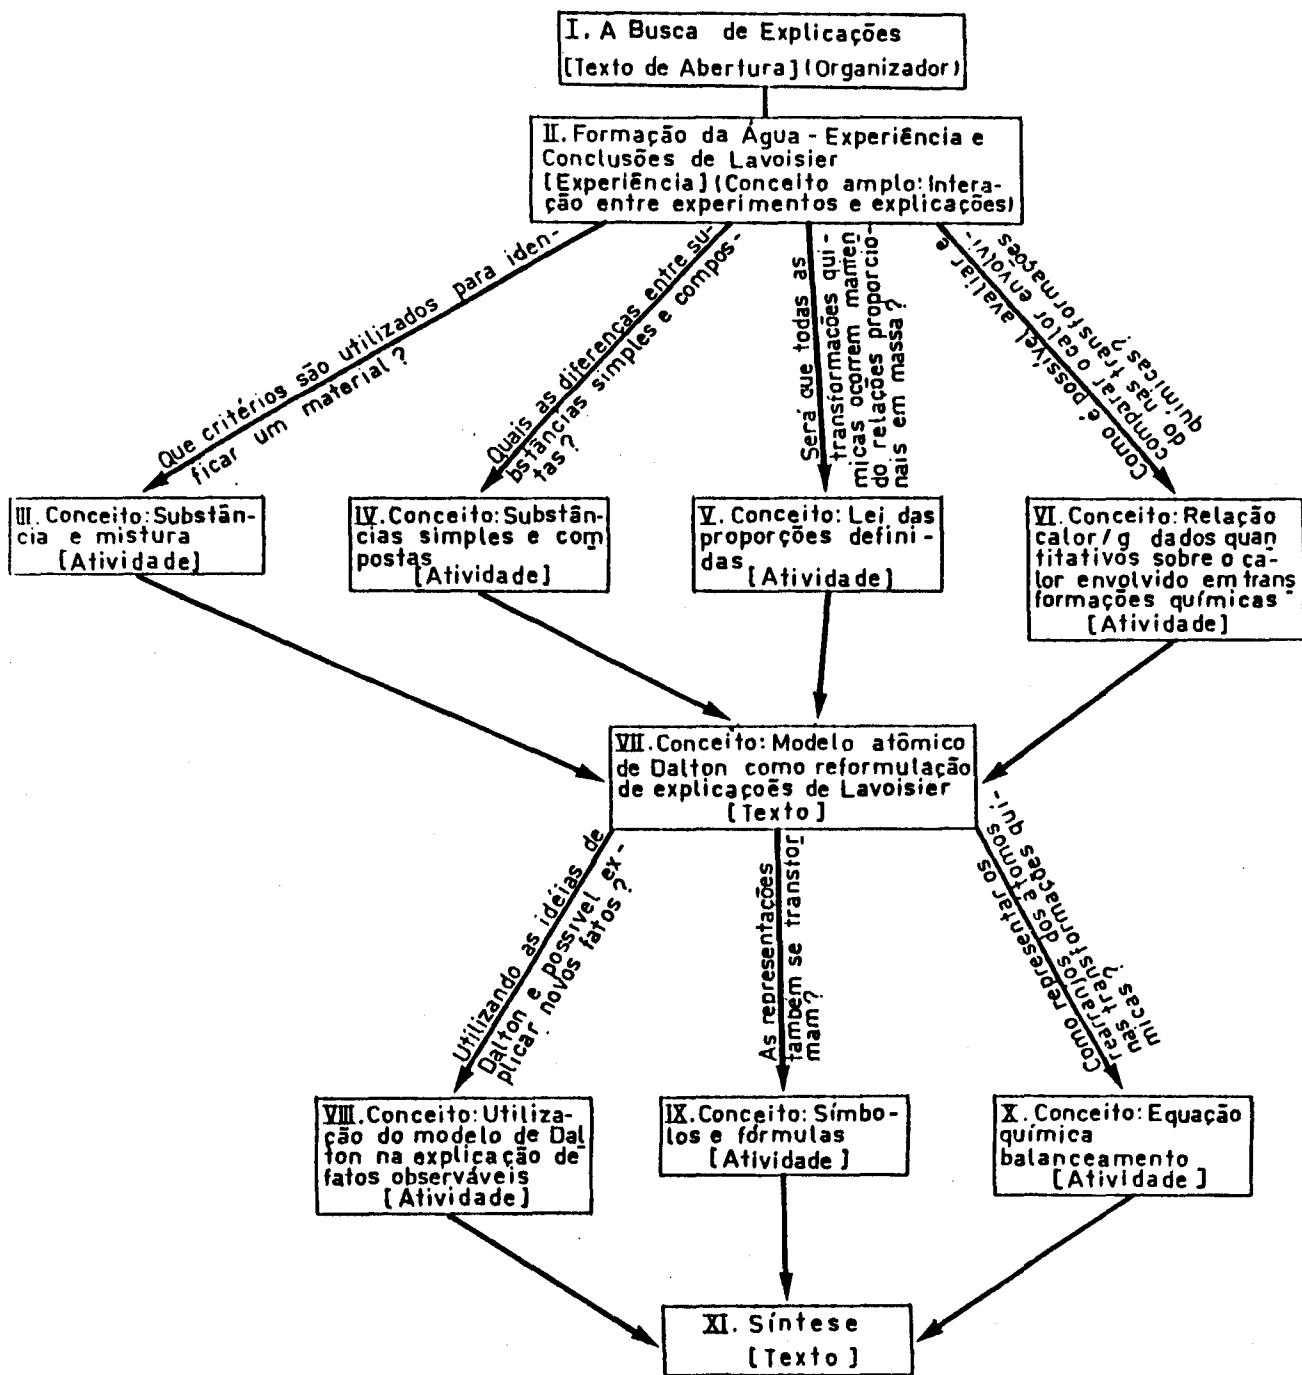 I. A Busca de Explicações
[Texto de Abertura] (Organizador)
II. Formação da Água - Experiência e
Conclusões de Lavoisier
[Experiência] (Conceito amplo: Intera-
ção entre experimentos e explicações)
Que critérios são utilizados para iden-
ficar um material?
Quais as diferenças entre su-
bstâncias simples e compos-
tas?
Será que todas as
transformações quí-
micas ocorrem manten
do relações proporcio-
nais em massa?
Como é possível avaliar e
comparar o calor envolvi-
do nas transformações
químicas?
III. Conceito: Substân-
cia e mistura
[Atividade]
IV. Conceito: Substân-
cias simples e com
postas
[Atividade]
V. Conceito: Lei das
proporções defini-
das
[Atividade]
VI. Conceito: Relação
calor/g dados quan
titativos sobre o ca-
lor envolvido em trans
formações químicas
[Atividade]
VII. Conceito: Modelo atômico
de Dalton como reformulação
de explicações de Lavoisier
[Texto]
Utilizando as idéias de
Dalton e possivel ex-
plicar novos fatos?
As representações
também se transfor
mam?
Como representar os
rearranjos dos átomos
nas transformações quí-
micas?
VIII. Conceito: Utiliza-
ção do modelo de Dal
ton na explicação de
fatos observáveis
[Atividade]
IX. Conceito: Símbo-
los e fórmulas
[Atividade]
X. Conceito: Equação
química
balanceamento
[Atividade]
XI. Síntese
[Texto]